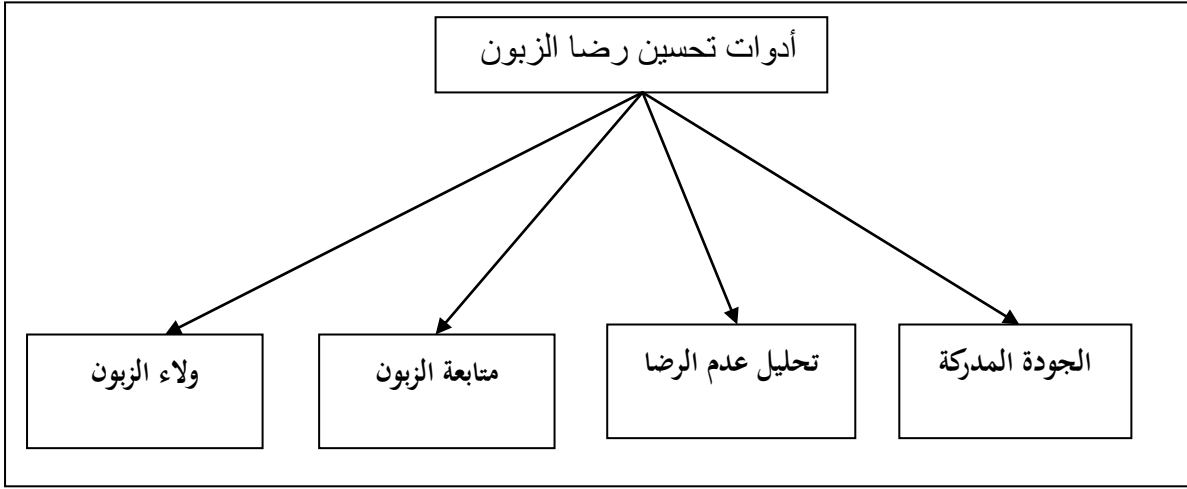 أدوات تحسين رضا الزبون
الجودة المدركة
تحليل عدم الرضا
متابعة الزبون
ولاء الزبون